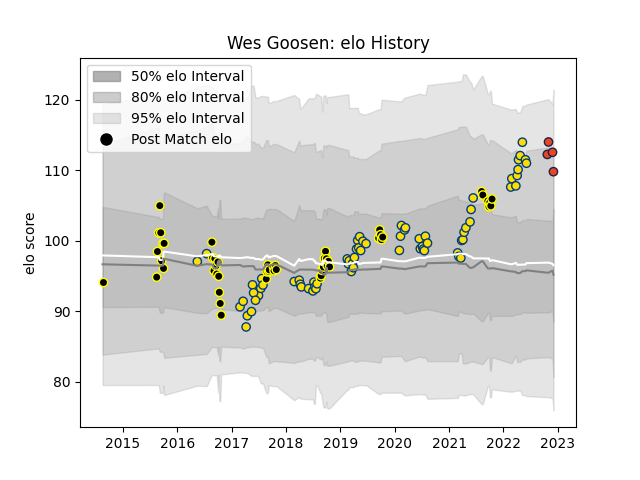 Wes Goosen: elo History
50% elo Interval
80% elo Interval
95% elo Interval
Post Match elo
elo score
120
110
100
90
80
2015 2016 2017 2018 2019 2020 2021 2022 2023